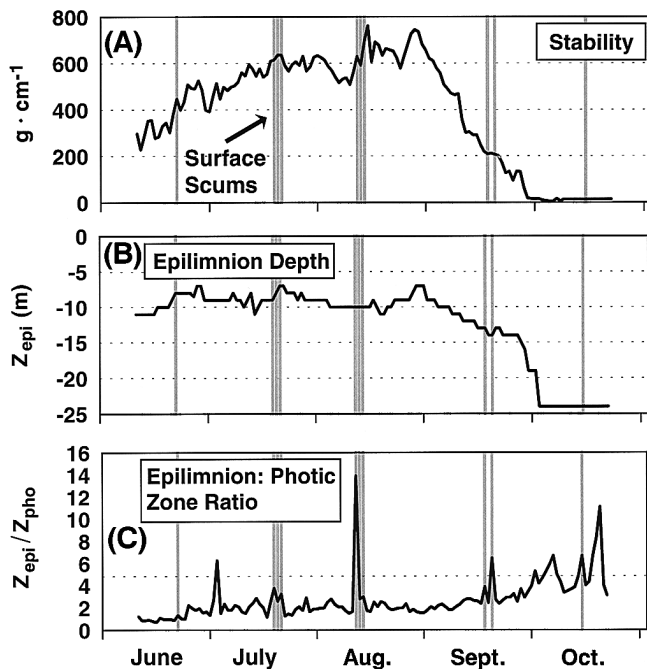 (A)
Stability
800
600
400
200
0
g · cm⁻¹
Surface
Scums
(B)
Epilimnion Depth
0
-5
-10
-15
-20
-25
Z_epi (m)
(C)
Epilimnion: Photic
Zone Ratio
16
14
12
10
8
6
4
2
0
Z_epi/Z_pho
June July Aug. Sept. Oct.